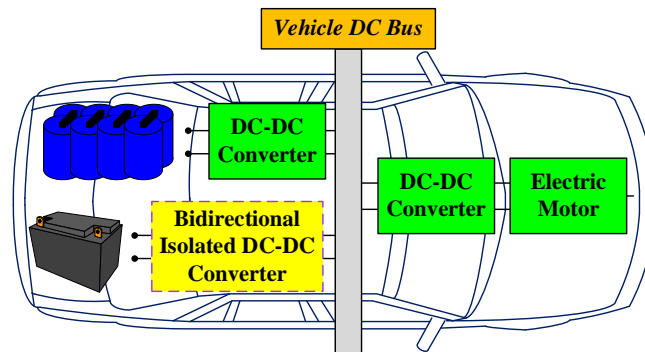 Vehicle DC Bus
DC-DC
Converter
DC-DC
Converter
Electric
Motor
Bidirectional
Isolated DC-DC
Converter